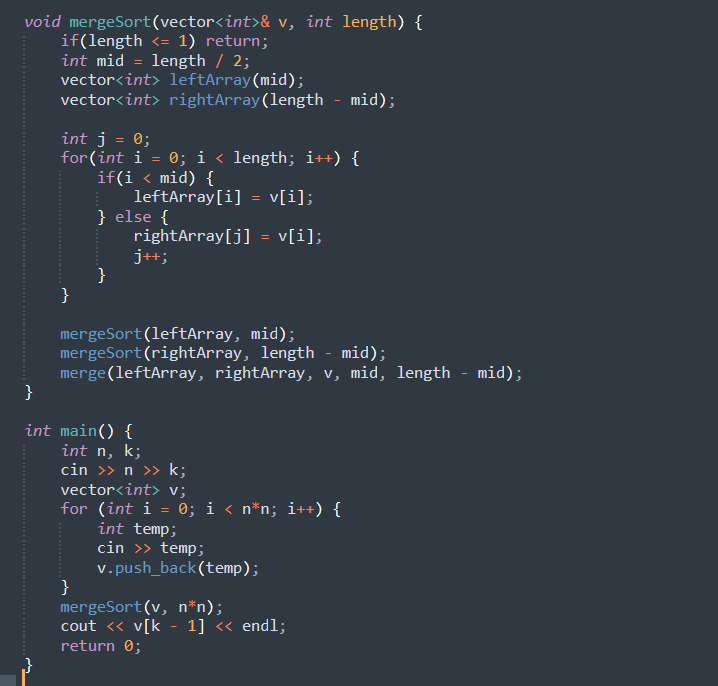 void mergeSort(vector<int>& v, int length) {
    if(length <= 1) return;
    int mid = length / 2;
    vector<int> leftArray(mid);
    vector<int> rightArray(length - mid);

    int j = 0;
    for(int i = 0; i < length; i++) {
        if(i < mid) {
            leftArray[i] = v[i];
        } else {
            rightArray[j] = v[i];
            j++;
        }
    }

    mergeSort(leftArray, mid);
    mergeSort(rightArray, length - mid);
    merge(leftArray, rightArray, v, mid, length - mid);
}

int main() {
    int n, k;
    cin >> n >> k;
    vector<int> v;
    for (int i = 0; i < n*n; i++) {
        int temp;
        cin >> temp;
        v.push_back(temp);
    }
    mergeSort(v, n*n);
    cout << v[k - 1] << endl;
    return 0;
}